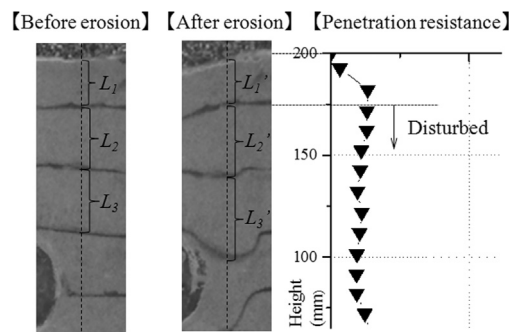 【Before erosion】
【After erosion】
【Penetration resistance】
L1
L2
L3
L1'
L2'
L3'
200
150
100
Disturbed
Height
(mm)